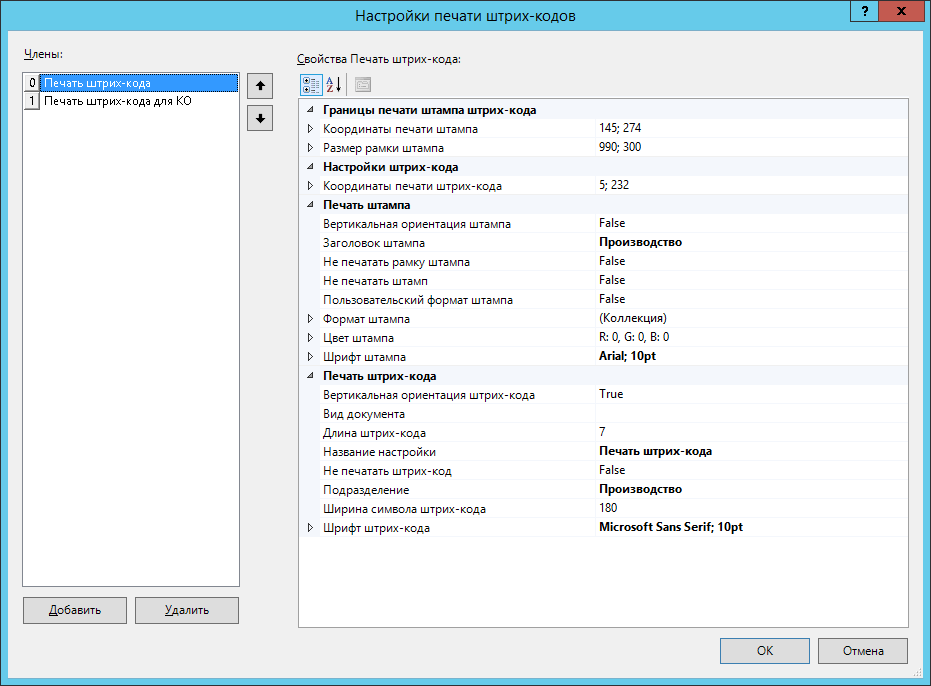 Настройки печати штрих-кодов
? x
Члены:
0 Печать штрих-кода
1 Печать штрих-кода для КО
Добавить
Удалить
Свойства Печать штрих-кода:
A Z
Границы печати штампа штрих-кода
Координаты печати штампа 145; 274
Размер рамки штампа 990; 300
Настройки штрих-кода
Координаты печати штрих-кода 5; 232
Печать штампа
Вертикальная ориентация штампа False
Заголовок штампа Производство
Не печатать рамку штампа False
Не печатать штамп False
Пользовательский формат штампа False
Формат штампа (Коллекция)
Цвет штампа R: 0, G: 0, B: 0
Шрифт штампа Arial; 10pt
Печать штрих-кода
Вертикальная ориентация штрих-кода True
Вид документа
Длина штрих-кода 7
Название настройки Печать штрих-кода
Не печатать штрих-код False
Подразделение Производство
Ширина символа штрих-кода 180
Шрифт штрих-кода Microsoft Sans Serif; 10pt
ОК
Отмена